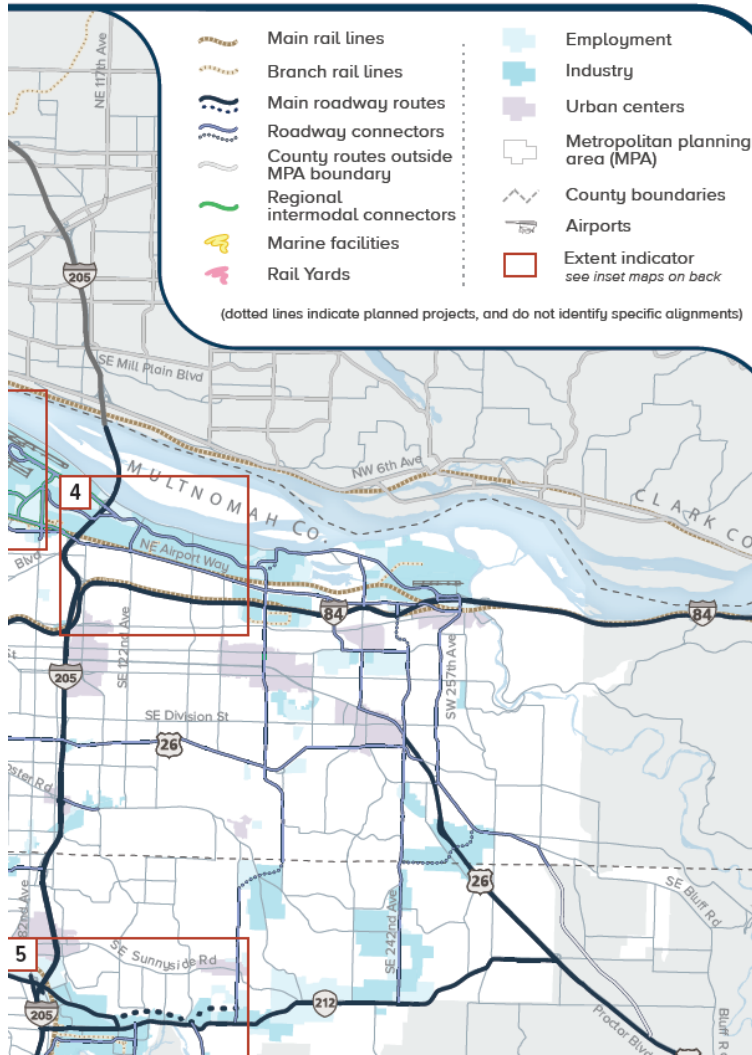 Main rail lines
Branch rail lines
Main roadway routes
Roadway connectors
County routes outside
MPA boundary
Regional
intermodal connectors
Marine facilities
Rail Yards
Employment
Industry
Urban centers
Metropolitan planning
area (MPA)
County boundaries
Airports
Extent indicator
see inset maps on back
(dotted lines indicate planned projects, and do not identify specific alignments)
NE 117th Ave
205
SE Mill Plain Blvd
NW 6th Ave
MULTNOMAH CO.
CLARK CO
4
NE Airport Way
Blvd
84
84
SE 122nd Ave
St
205
SW 257th Ave
SE Division St
26
ster Rd
26
SE Bluff Rd
82nd Ave
SE 242nd Ave
5
SE Sunnyside Rd
212
205
Proctor Blvd
Bluff R